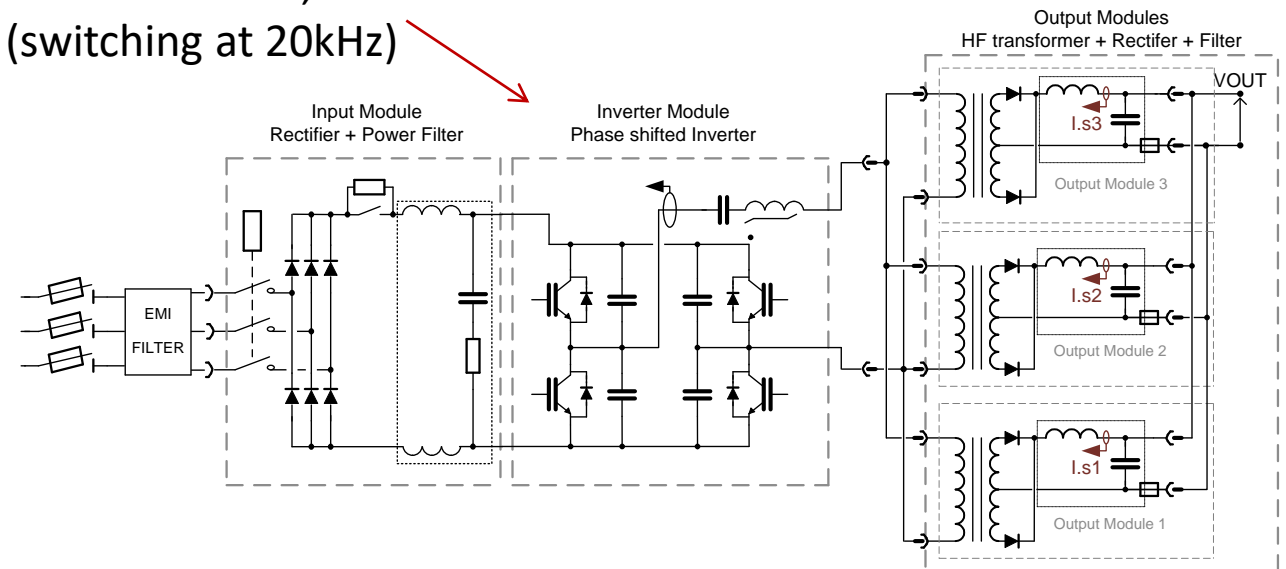 (switching at 20kHz)
Output Modules
HF transformer + Rectifer + Filter
Input Module
Rectifier + Power Filter
Inverter Module
Phase shifted Inverter
VOUT
I.s3
Output Module 3
EMI
FILTER
I.s2
Output Module 2
I.s1
Output Module 1